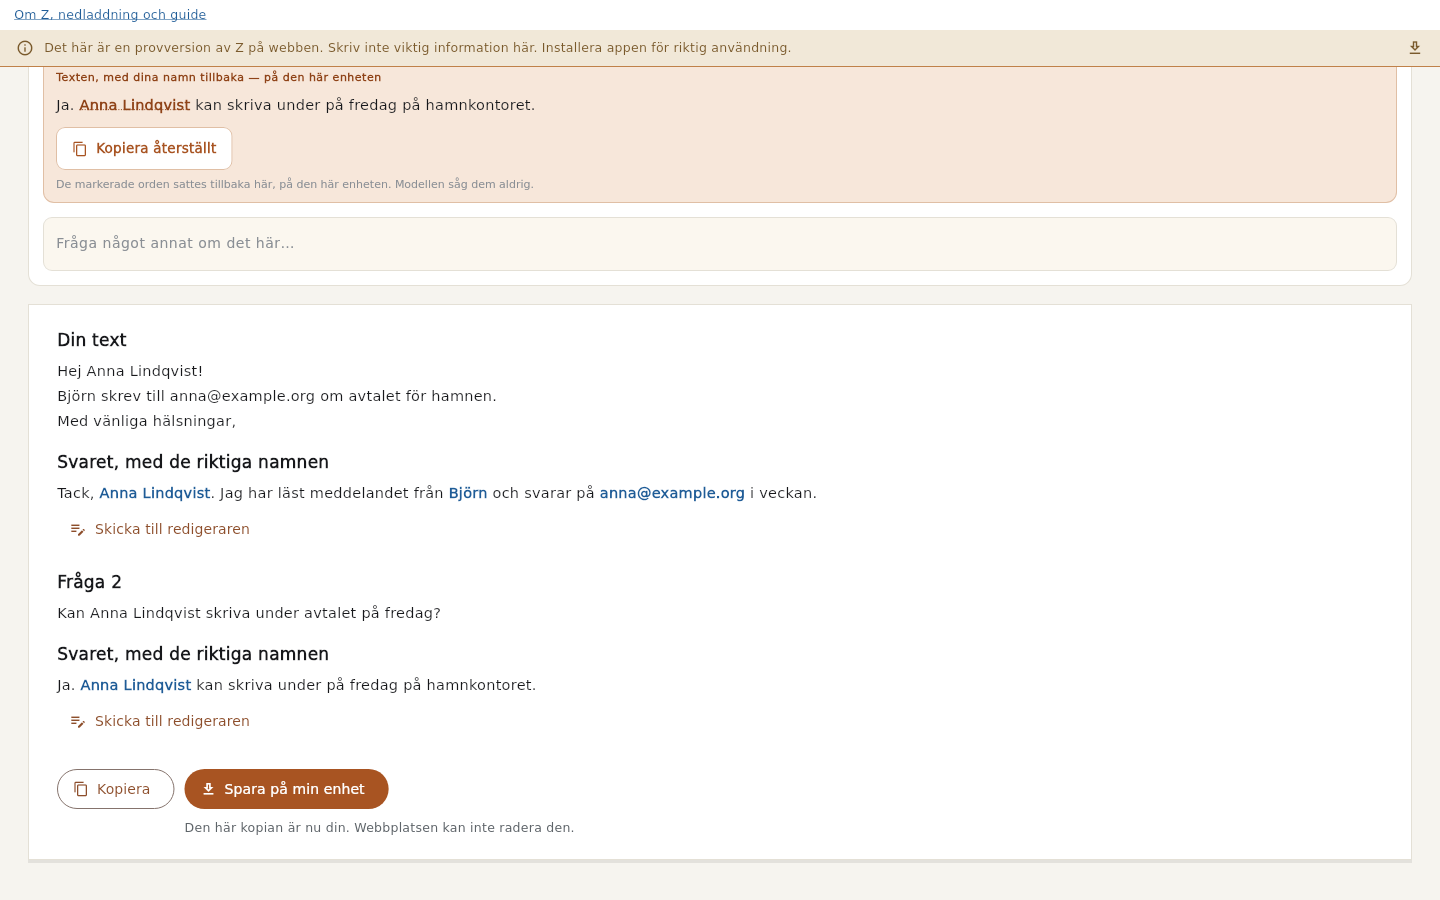 Om Z, nedladdning och guide
Det här är en provversion av Z på webben. Skriv inte viktig information här. Installera appen för riktig användning.
Texten, med dina namn tillbaka — på den här enheten
Ja. Anna Lindqvist kan skriva under på fredag på hamnkontoret.
Kopiera återställt
De markerade orden sattes tillbaka här, på den här enheten. Modellen såg dem aldrig.
Fråga något annat om det här…
Din text
Hej Anna Lindqvist!
Björn skrev till anna@example.org om avtalet för hamnen.
Med vänliga hälsningar,
Svaret, med de riktiga namnen
Tack, Anna Lindqvist. Jag har läst meddelandet från Björn och svarar på anna@example.org i veckan.
Skicka till redigeraren
Fråga 2
Kan Anna Lindqvist skriva under avtalet på fredag?
Svaret, med de riktiga namnen
Ja. Anna Lindqvist kan skriva under på fredag på hamnkontoret.
Skicka till redigeraren
Kopiera
Spara på min enhet
Den här kopian är nu din. Webbplatsen kan inte radera den.